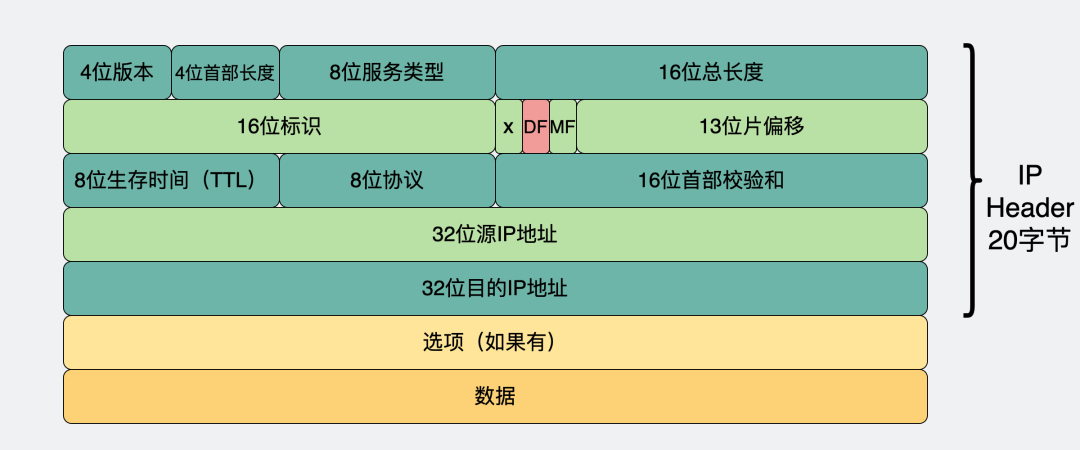 4位版本 4位首部长度 8位服务类型 16位总长度
16位标识 x DF MF 13位片偏移
8位生存时间（TTL） 8位协议 16位首部校验和
32位源IP地址
32位目的IP地址
选项（如果有）
数据
IP
Header
20字节